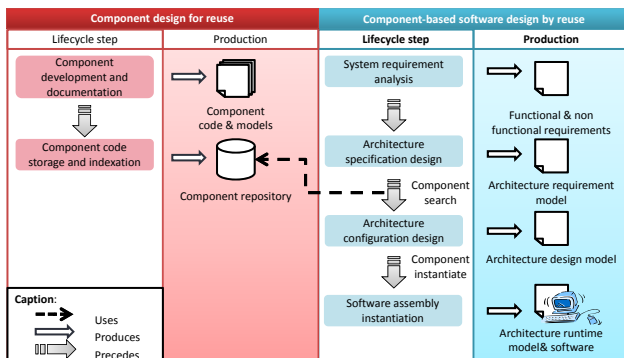 Component design for reuse
Component-based software design by reuse
Lifecycle step
Production
Lifecycle step
Production
Component
development and
documentation
Component
code & models
Component code
storage and indexation
Component repository
System requirement
analysis
Functional & non
functional requirements
Architecture
specification design
Architecture requirement
model
Component
search
Architecture
configuration design
Architecture design model
Component
instantiate
Software assembly
instantiation
Architecture runtime
model& software
Caption:
Uses
Produces
Precedes